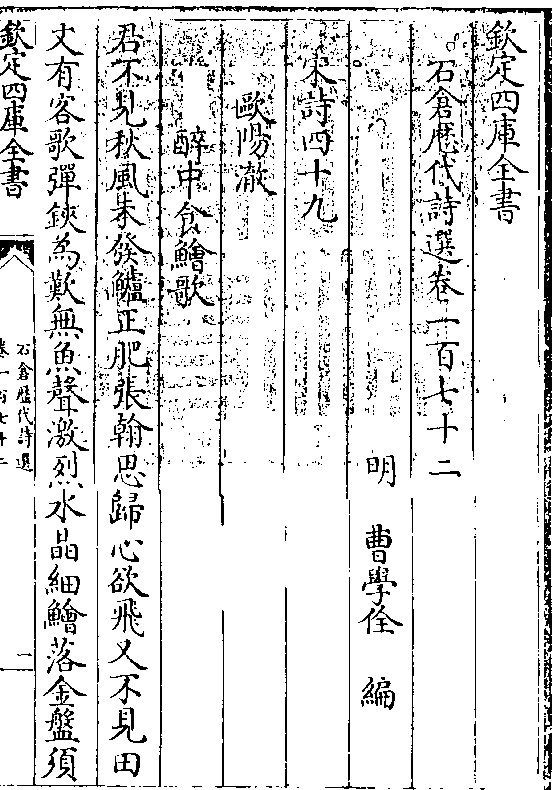 欽定四庫全書
石倉歷代詩選卷一百七十二
明 曹學佺 編
宋詩四十九
歐陽澈
醉中食鱠歌
君不見秋風未發鱸正肥張翰思歸心欲飛又不見田
文有客歌彈鋏為歎無魚聲激烈水晶細鱠落金盤須
欽定四庫全書
石倉歷代詩選
卷一百七十二
一